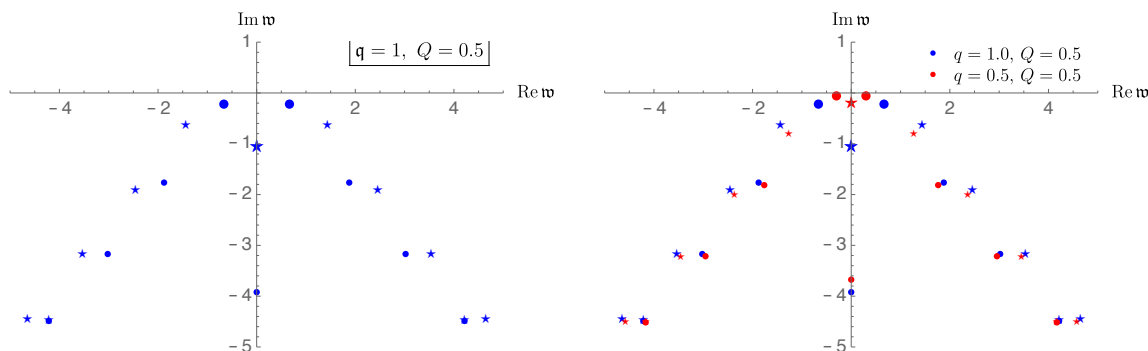 Im 𝔴
1
𝔮 = 1, Q = 0.5
Re 𝔴
-4
-2
2
4
-1
-2
-3
-4
-5
Im 𝔴
1
q = 1.0, Q = 0.5
q = 0.5, Q = 0.5
Re 𝔴
-4
-2
2
4
-1
-2
-3
-4
-5